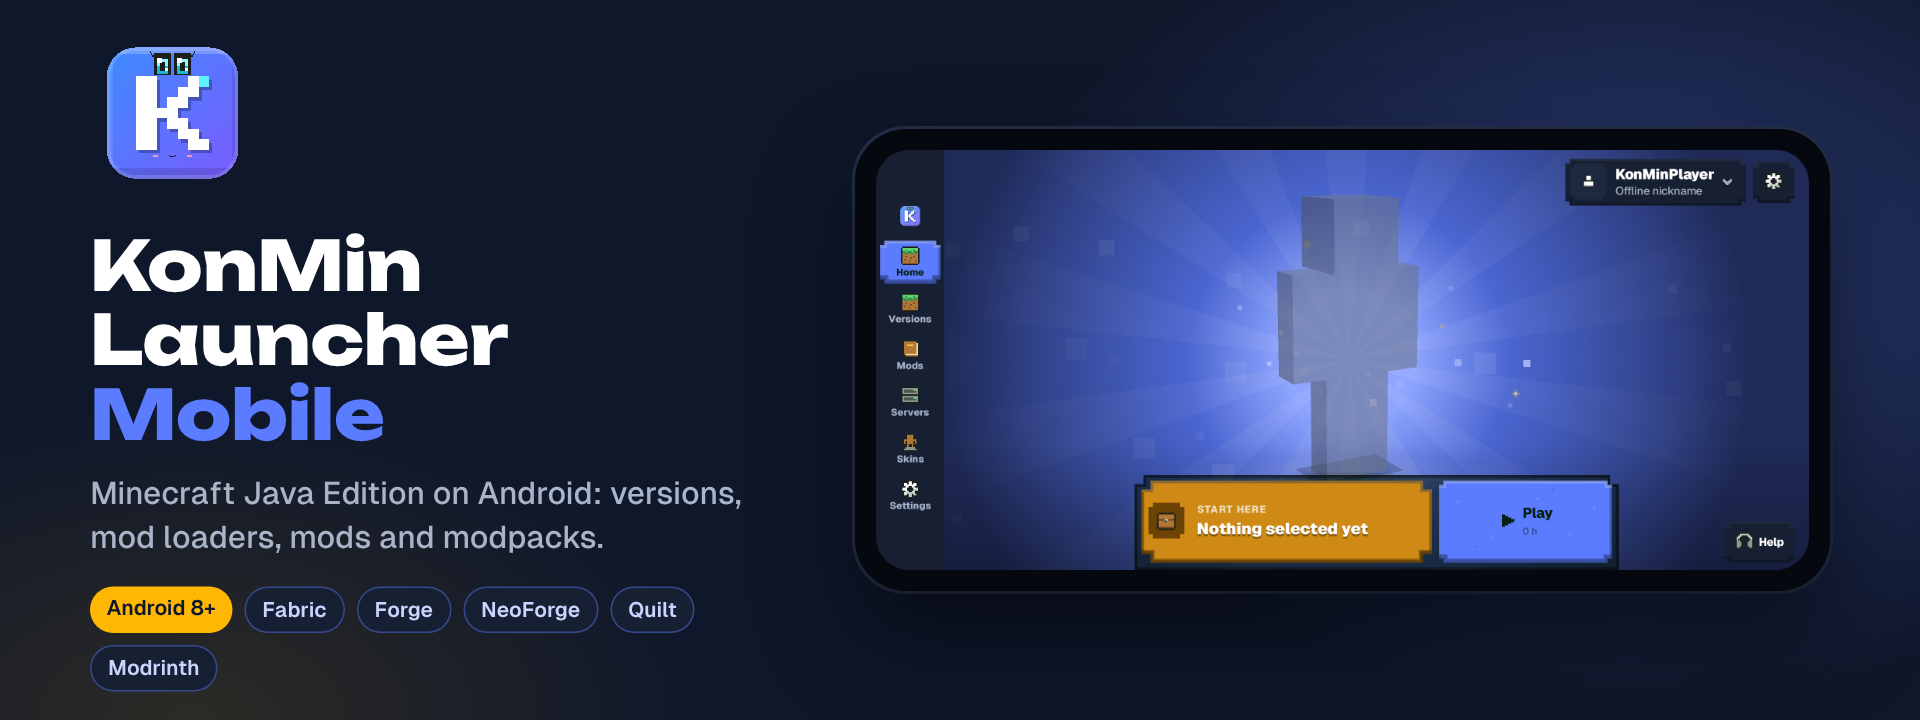 K
KonMin
Launcher
Mobile
Minecraft Java Edition on Android: versions,
mod loaders, mods and modpacks.
Android 8+
Fabric
Forge
NeoForge
Quilt
Modrinth
K
Home
Versions
Mods
Servers
Skins
Settings
KonMinPlayer
Offline nickname
START HERE
Nothing selected yet
Play
0 h
Help